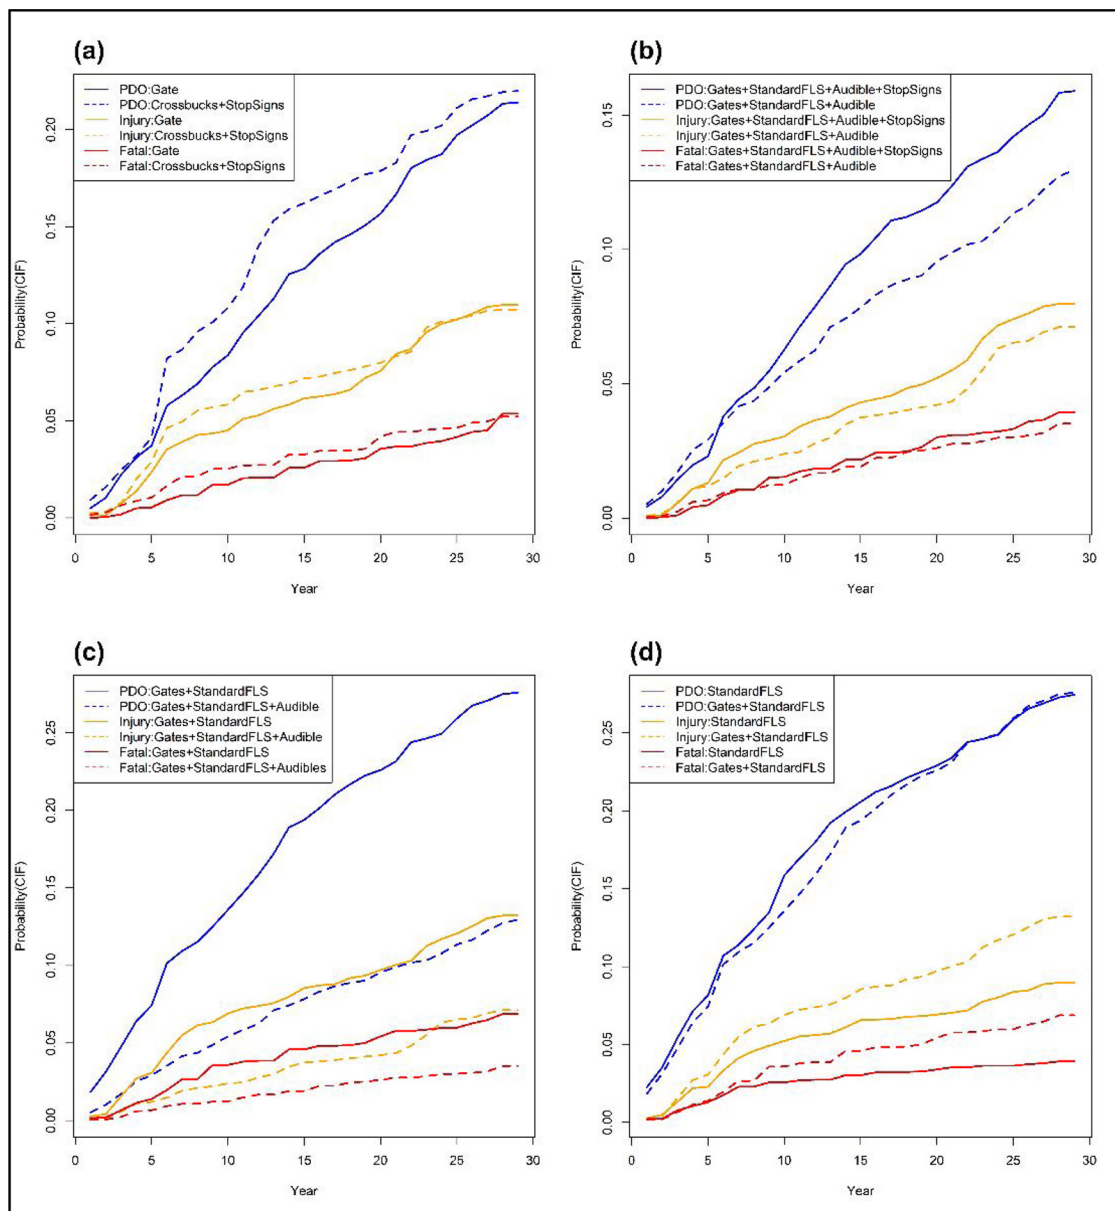 (a)
PDO:Gate
PDO:Crossbucks+StopSigns
Injury:Gate
Injury:Crossbucks+StopSigns
Fatal:Gate
Fatal:Crossbucks+StopSigns
Probability(CIF)
0.20
0.15
0.10
0.05
0.00
0 5 10 15 20 25 30
Year
(b)
PDO:Gates+StandardFLS+Audible+StopSigns
PDO:Gates+StandardFLS+Audible
Injury:Gates+StandardFLS+Audible+StopSigns
Injury:Gates+StandardFLS+Audible
Fatal:Gates+StandardFLS+Audible+StopSigns
Fatal:Gates+StandardFLS+Audible
Probability(CIF)
0.15
0.10
0.05
0.00
0 5 10 15 20 25 30
Year
(c)
PDO:Gates+StandardFLS
PDO:Gates+StandardFLS+Audible
Injury:Gates+StandardFLS
Injury:Gates+StandardFLS+Audible
Fatal:Gates+StandardFLS
Fatal:Gates+StandardFLS+Audibles
Probability(CIF)
0.25
0.20
0.15
0.10
0.05
0.00
0 5 10 15 20 25 30
Year
(d)
PDO:StandardFLS
PDO:Gates+StandardFLS
Injury:StandardFLS
Injury:Gates+StandardFLS
Fatal:StandardFLS
Fatal:Gates+StandardFLS
Probability(CIF)
0.25
0.20
0.15
0.10
0.05
0.00
0 5 10 15 20 25 30
Year